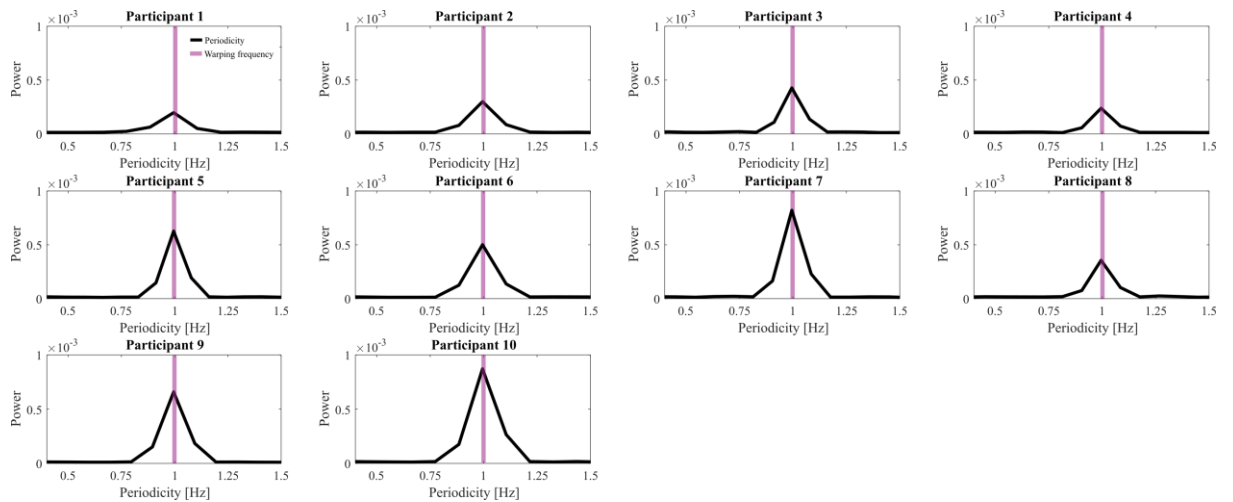 Participant 1
×10⁻³
1
0.5
0
Power
Periodicity
Warping frequency
0.5 0.75 1 1.25 1.5
Periodicity [Hz]
Participant 2
×10⁻³
1
0.5
0
Power
0.5 0.75 1 1.25 1.5
Periodicity [Hz]
Participant 3
×10⁻³
1
0.5
0
Power
0.5 0.75 1 1.25 1.5
Periodicity [Hz]
Participant 4
×10⁻³
1
0.5
0
Power
0.5 0.75 1 1.25 1.5
Periodicity [Hz]
Participant 5
×10⁻³
1
0.5
0
Power
0.5 0.75 1 1.25 1.5
Periodicity [Hz]
Participant 6
×10⁻³
1
0.5
0
Power
0.5 0.75 1 1.25 1.5
Periodicity [Hz]
Participant 7
×10⁻³
1
0.5
0
Power
0.5 0.75 1 1.25 1.5
Periodicity [Hz]
Participant 8
×10⁻³
1
0.5
0
Power
0.5 0.75 1 1.25 1.5
Periodicity [Hz]
Participant 9
×10⁻³
1
0.5
0
Power
0.5 0.75 1 1.25 1.5
Periodicity [Hz]
Participant 10
×10⁻³
1
0.5
0
Power
0.5 0.75 1 1.25 1.5
Periodicity [Hz]